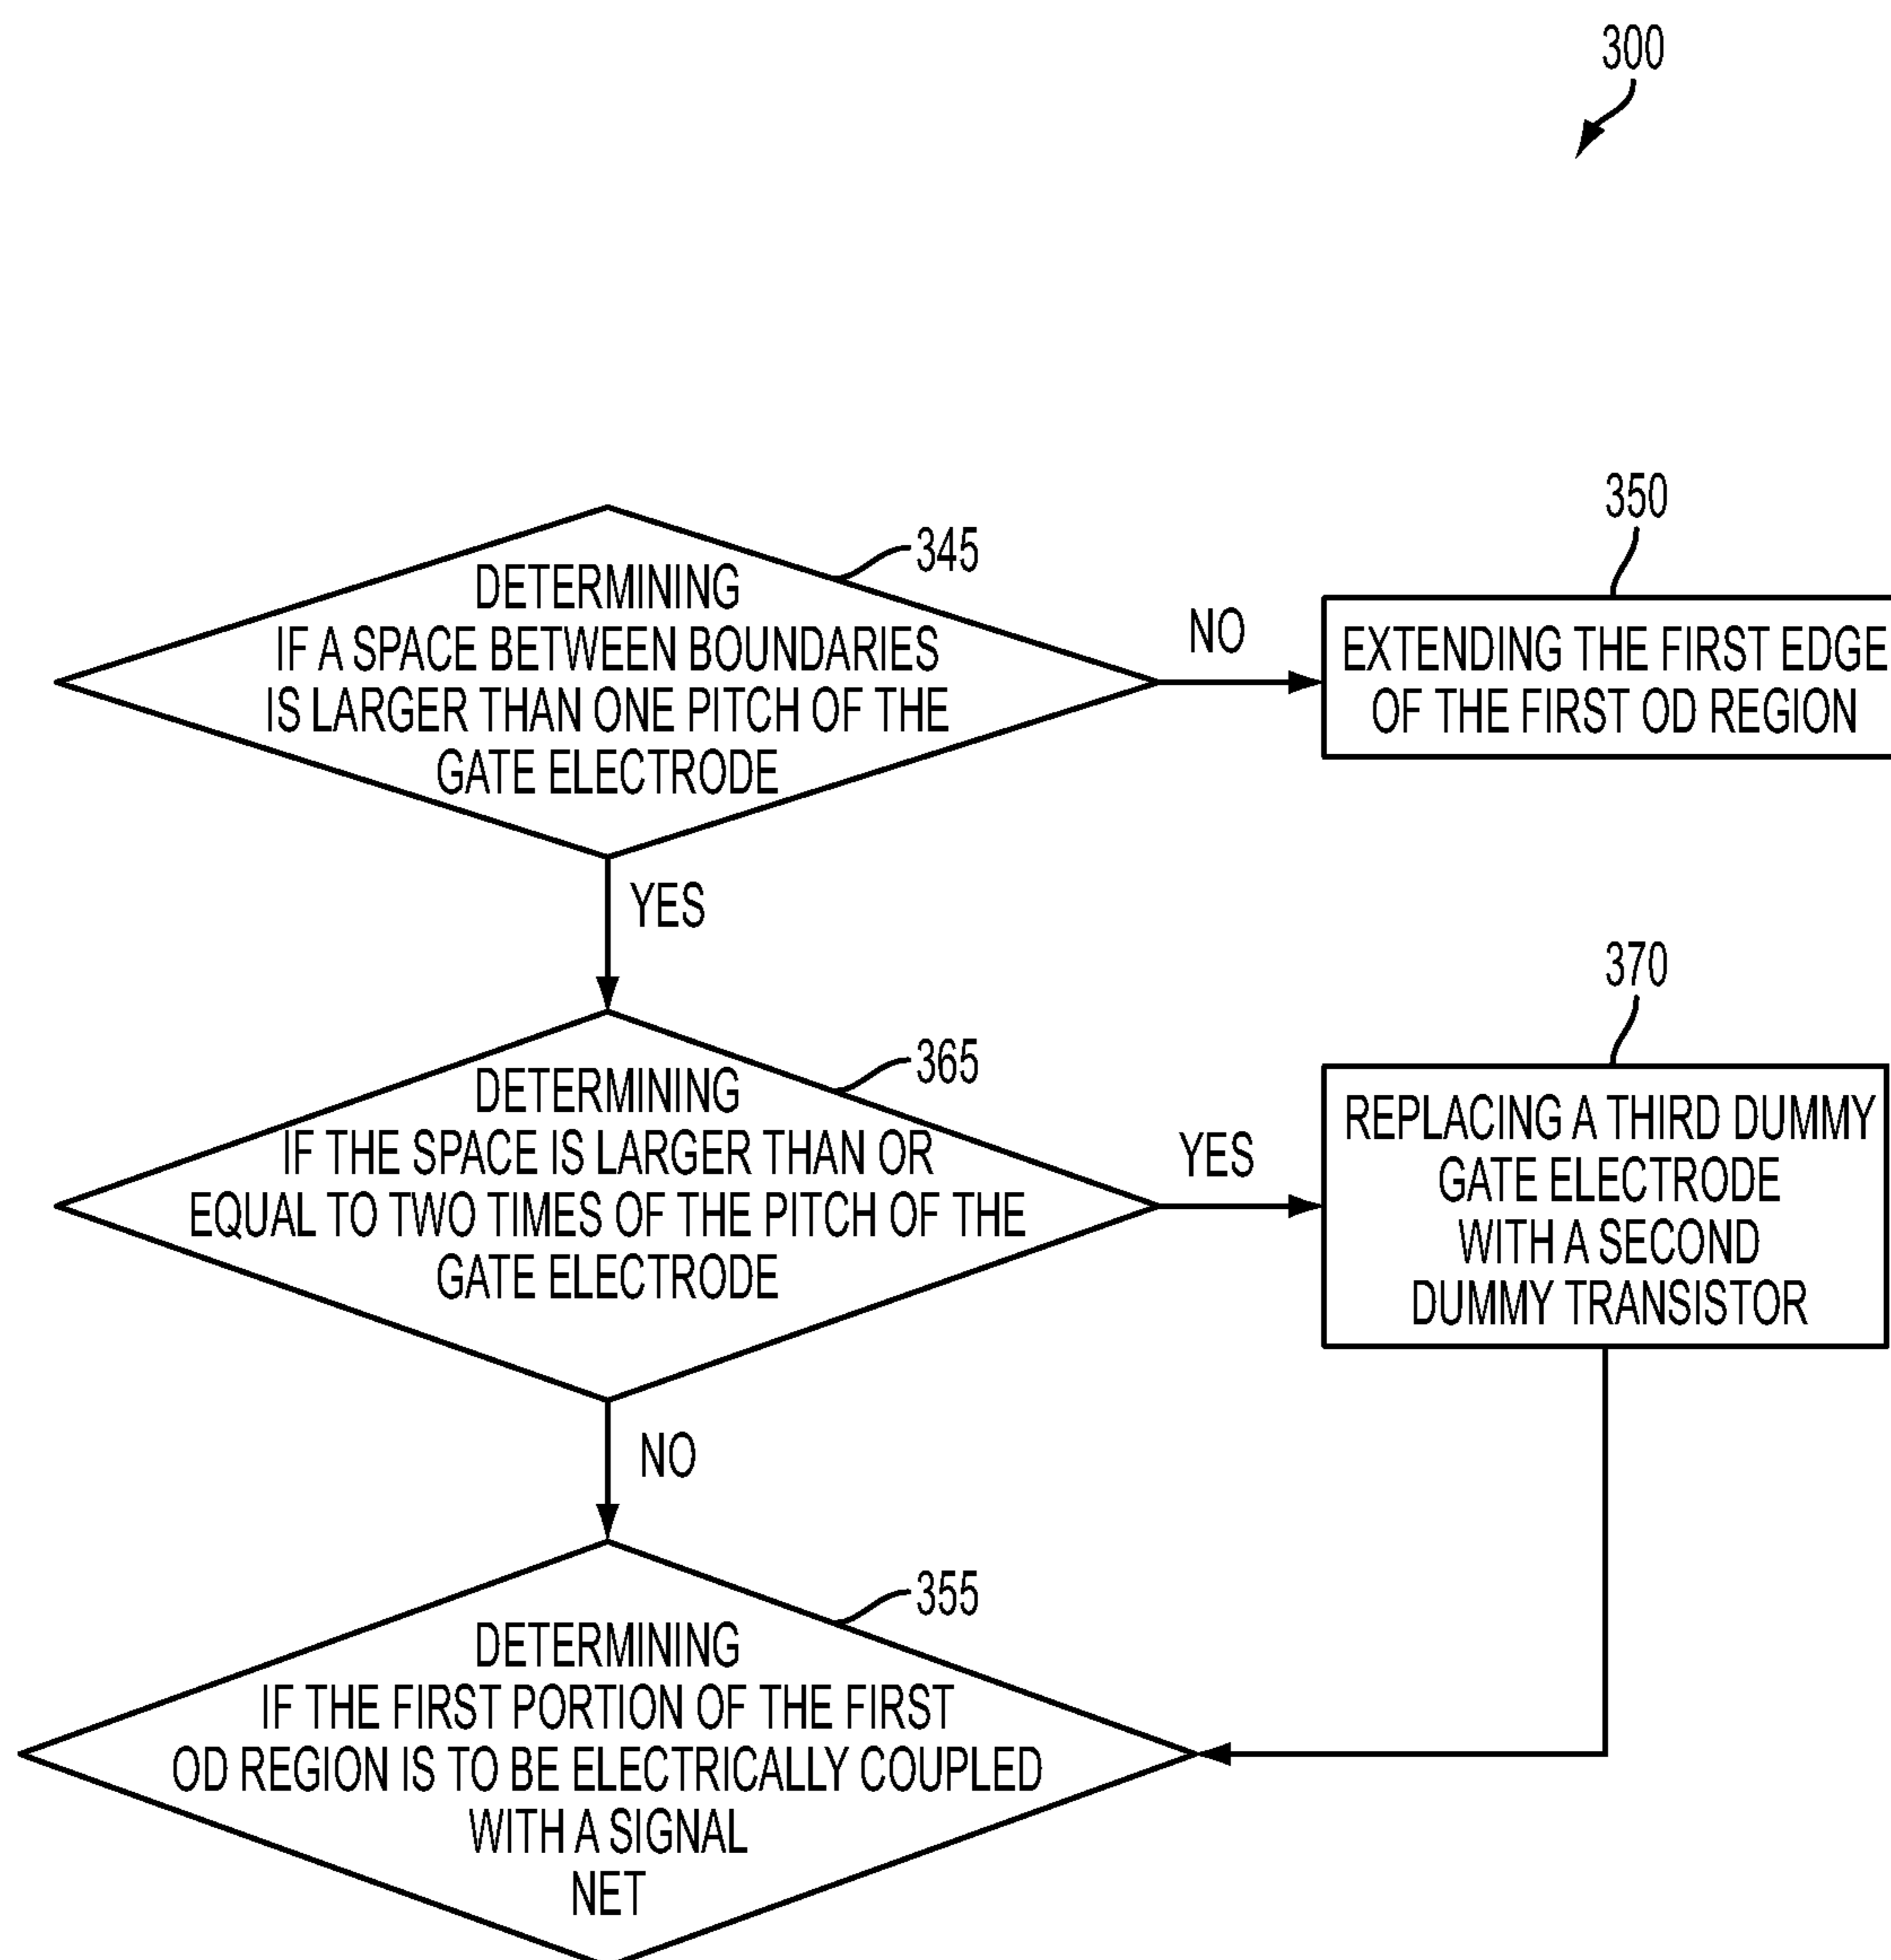 300
345
DETERMINING
IF A SPACE BETWEEN BOUNDARIES
IS LARGER THAN ONE PITCH OF THE
GATE ELECTRODE
NO
350
EXTENDING THE FIRST EDGE
OF THE FIRST OD REGION
YES
365
DETERMINING
IF THE SPACE IS LARGER THAN OR
EQUAL TO TWO TIMES OF THE PITCH OF THE
GATE ELECTRODE
YES
370
REPLACING A THIRD DUMMY
GATE ELECTRODE
WITH A SECOND
DUMMY TRANSISTOR
NO
355
DETERMINING
IF THE FIRST PORTION OF THE FIRST
OD REGION IS TO BE ELECTRICALLY COUPLED
WITH A SIGNAL
NET